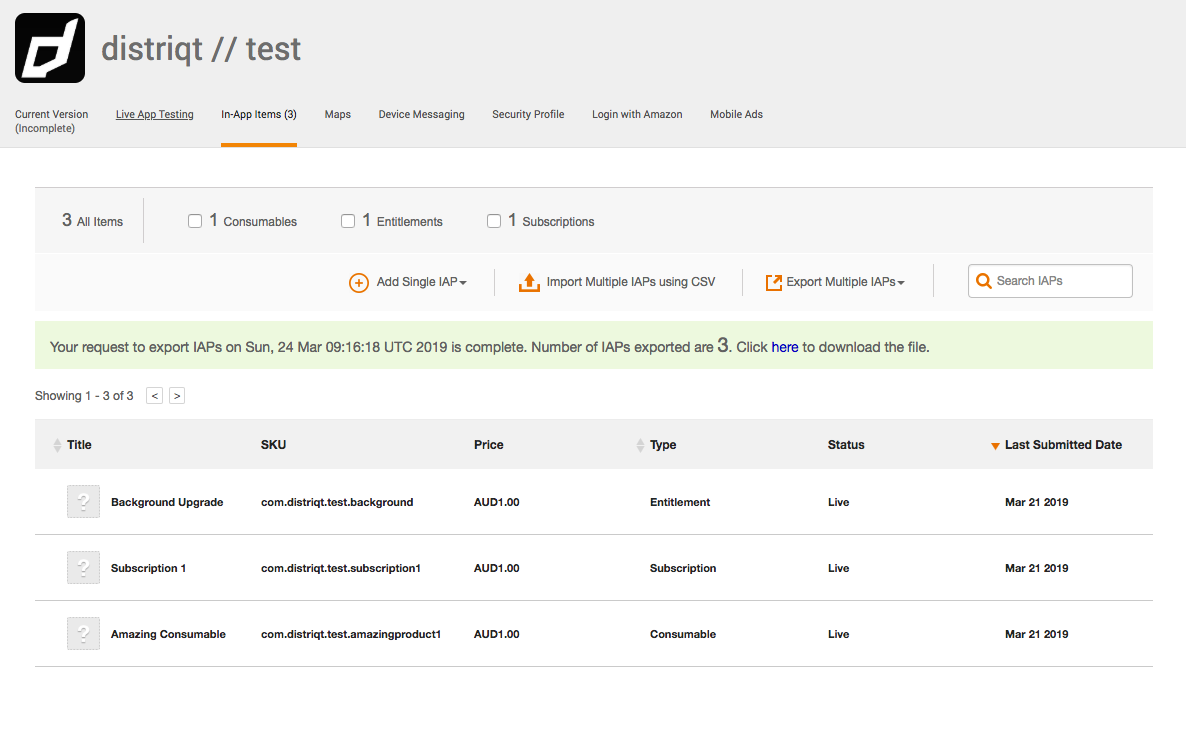 distriqt // test
Current Version Live App Testing In-App Items (3) Maps Device Messaging Security Profile Login with Amazon Mobile Ads
(Incomplete)
3 All Items 1 Consumables 1 Entitlements 1 Subscriptions
Add Single IAP Import Multiple IAPs using CSV Export Multiple IAPs Search IAPs
Your request to export IAPs on Sun, 24 Mar 09:16:18 UTC 2019 is complete. Number of IAPs exported are 3. Click here to download the file.
Showing 1 - 3 of 3 < >
Title SKU Price Type Status Last Submitted Date
? Background Upgrade com.distriqt.test.background AUD1.00 Entitlement Live Mar 21 2019
? Subscription 1 com.distriqt.test.subscription1 AUD1.00 Subscription Live Mar 21 2019
? Amazing Consumable com.distriqt.test.amazingproduct1 AUD1.00 Consumable Live Mar 21 2019